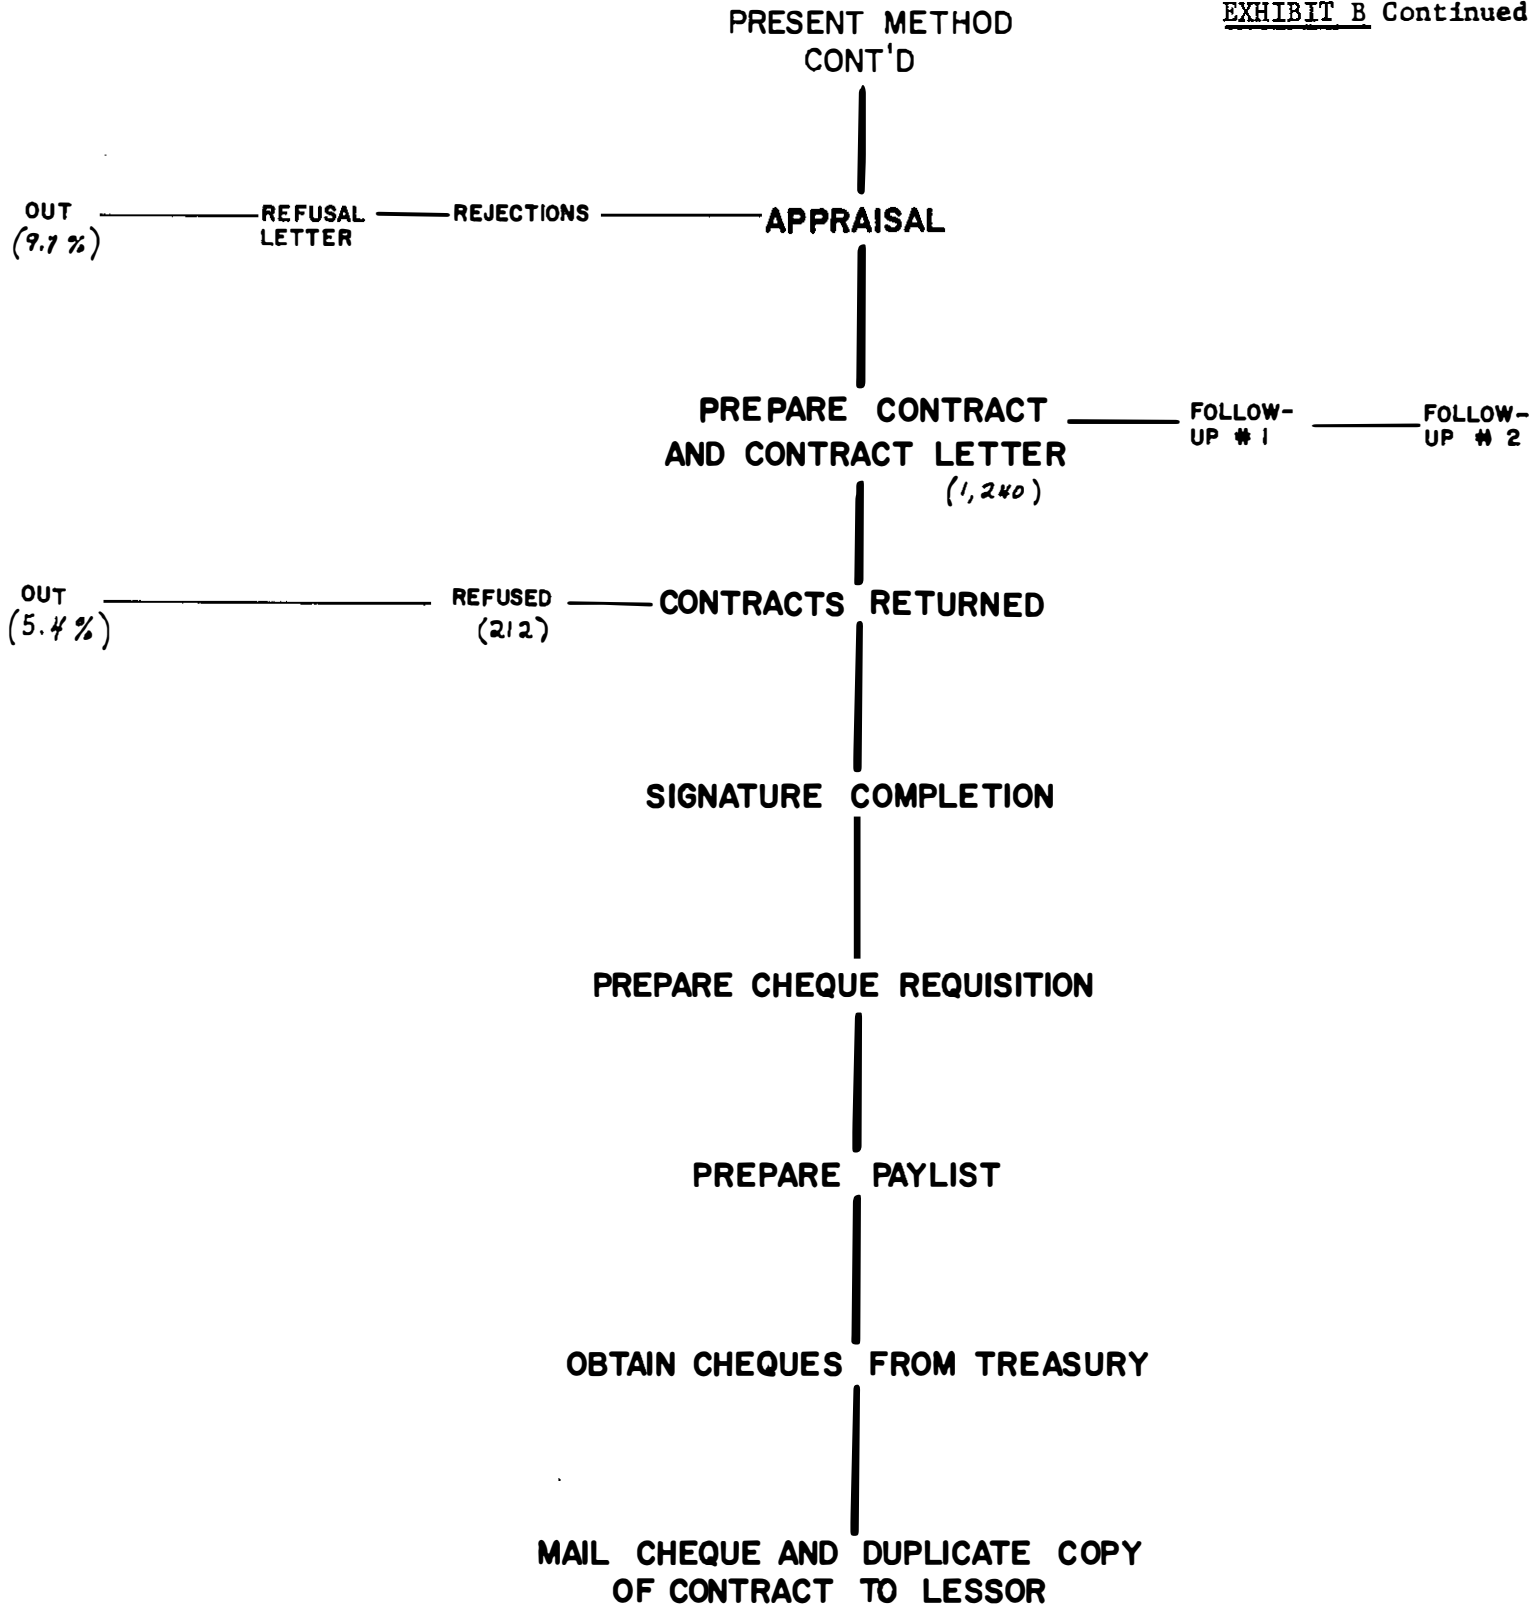 EXHIBIT B Continued
PRESENT METHOD
CONT'D
OUT
(9.7 %)
REFUSAL
LETTER
REJECTIONS
APPRAISAL
PREPARE CONTRACT
AND CONTRACT LETTER
(1,240)
FOLLOW-
UP # 1
FOLLOW-
UP # 2
OUT
(5.4 %)
REFUSED
(212)
CONTRACTS RETURNED
SIGNATURE COMPLETION
PREPARE CHEQUE REQUISITION
PREPARE PAYLIST
OBTAIN CHEQUES FROM TREASURY
MAIL CHEQUE AND DUPLICATE COPY
OF CONTRACT TO LESSOR